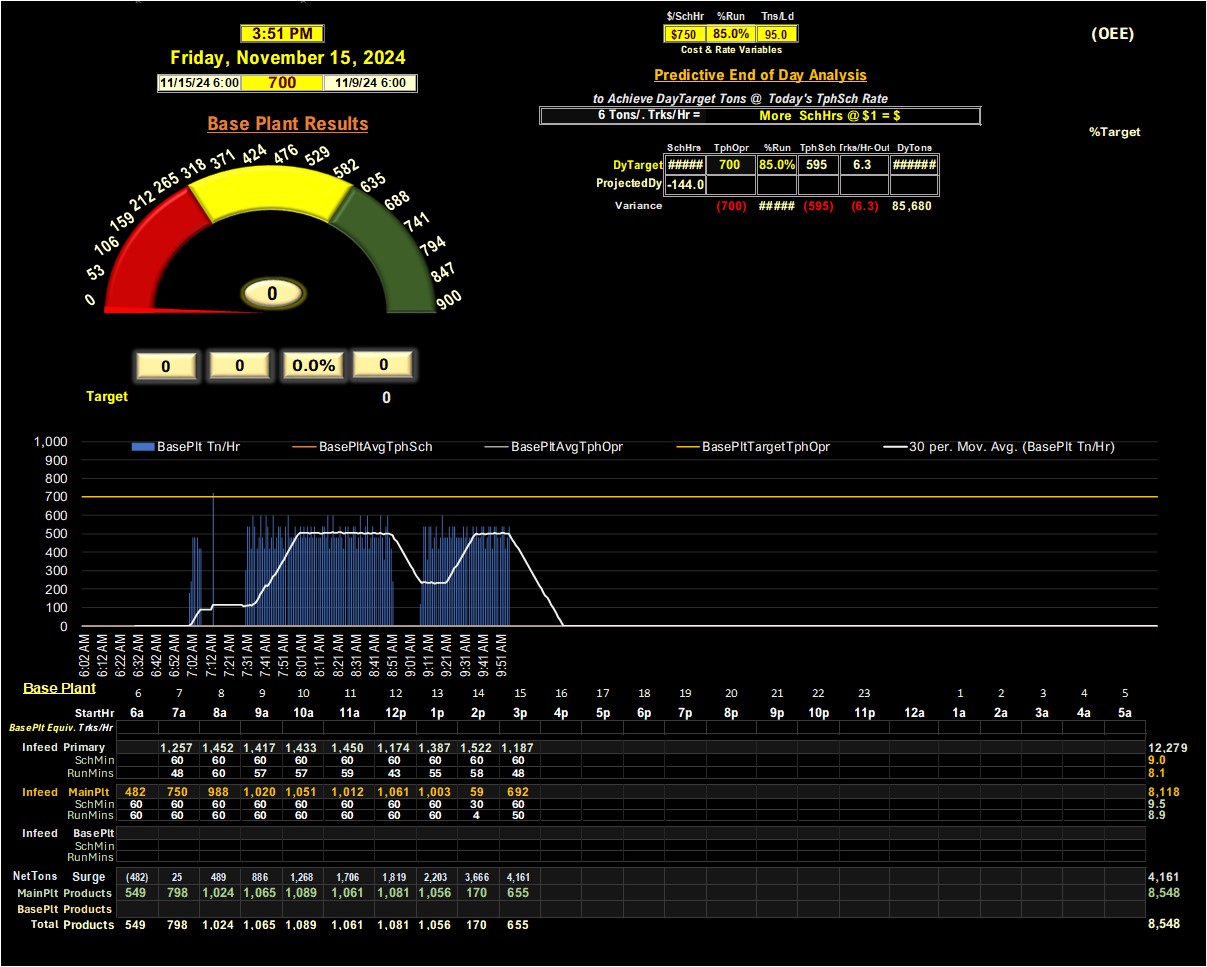 3:51 PM
Friday, November 15, 2024
11/15/24 6:00 700 11/9/24 6:00
Base Plant Results
0 53 106 159 212 265 318 371 424 476 529 582 635 688 741 794 847 900
0
0 0 0.0% 0
Target 0
$/SchHr %Run Tns/Ld
$750 85.0% 95.0
Cost & Rate Variables
Predictive End of Day Analysis
to Achieve DayTarget Tons @ Today's TphSch Rate
6 Tons/. Trks/Hr = More SchHrs @ $1 = $
SchHrs TphOpr %Run TphSch Trks/Hr-Out DyTons
DyTarget ##### 700 85.0% 595 6.3 ######
ProjectedDy -144.0
Variance (700) ##### (595) (6.3) 85,680
(OEE)
%Target
BasePlt Tn/Hr BasePltAvgTphSch BasePltAvgTphOpr BasePltTargetTphOpr 30 per. Mov. Avg. (BasePlt Tn/Hr)
1,000
900
800
700
600
500
400
300
200
100
0
6:02 AM 6:12 AM 6:22 AM 6:32 AM 6:42 AM 6:52 AM 7:02 AM 7:12 AM 7:21 AM 7:31 AM 7:41 AM 7:51 AM 8:01 AM 8:11 AM 8:21 AM 8:31 AM 8:41 AM 8:51 AM 9:01 AM 9:11 AM 9:21 AM 9:31 AM 9:41 AM 9:51 AM
Base Plant 6 7 8 9 10 11 12 13 14 15 16 17 18 19 20 21 22 23 1 2 3 4 5
StartHr 6a 7a 8a 9a 10a 11a 12p 1p 2p 3p 4p 5p 6p 7p 8p 9p 10p 11p 12a 1a 2a 3a 4a 5a
BasePlt Equiv. Trks/Hr
Infeed Primary 1,257 1,452 1,417 1,433 1,450 1,174 1,387 1,522 1,187 12,279
SchMin 60 60 60 60 60 60 60 60 60 9.0
RunMins 48 60 57 57 59 43 55 58 48 8.1
Infeed MainPlt 482 750 988 1,020 1,051 1,012 1,061 1,003 59 692 8,118
SchMin 60 60 60 60 60 60 60 60 30 60 9.5
RunMins 60 60 60 60 60 60 60 60 4 50 8.9
Infeed BasePlt
SchMin
RunMins
NetTons Surge (482) 25 489 886 1,268 1,706 1,819 2,203 3,666 4,161 4,161
MainPlt Products 549 798 1,024 1,065 1,089 1,061 1,081 1,056 170 655 8,548
BasePlt Products
Total Products 549 798 1,024 1,065 1,089 1,061 1,081 1,056 170 655 8,548